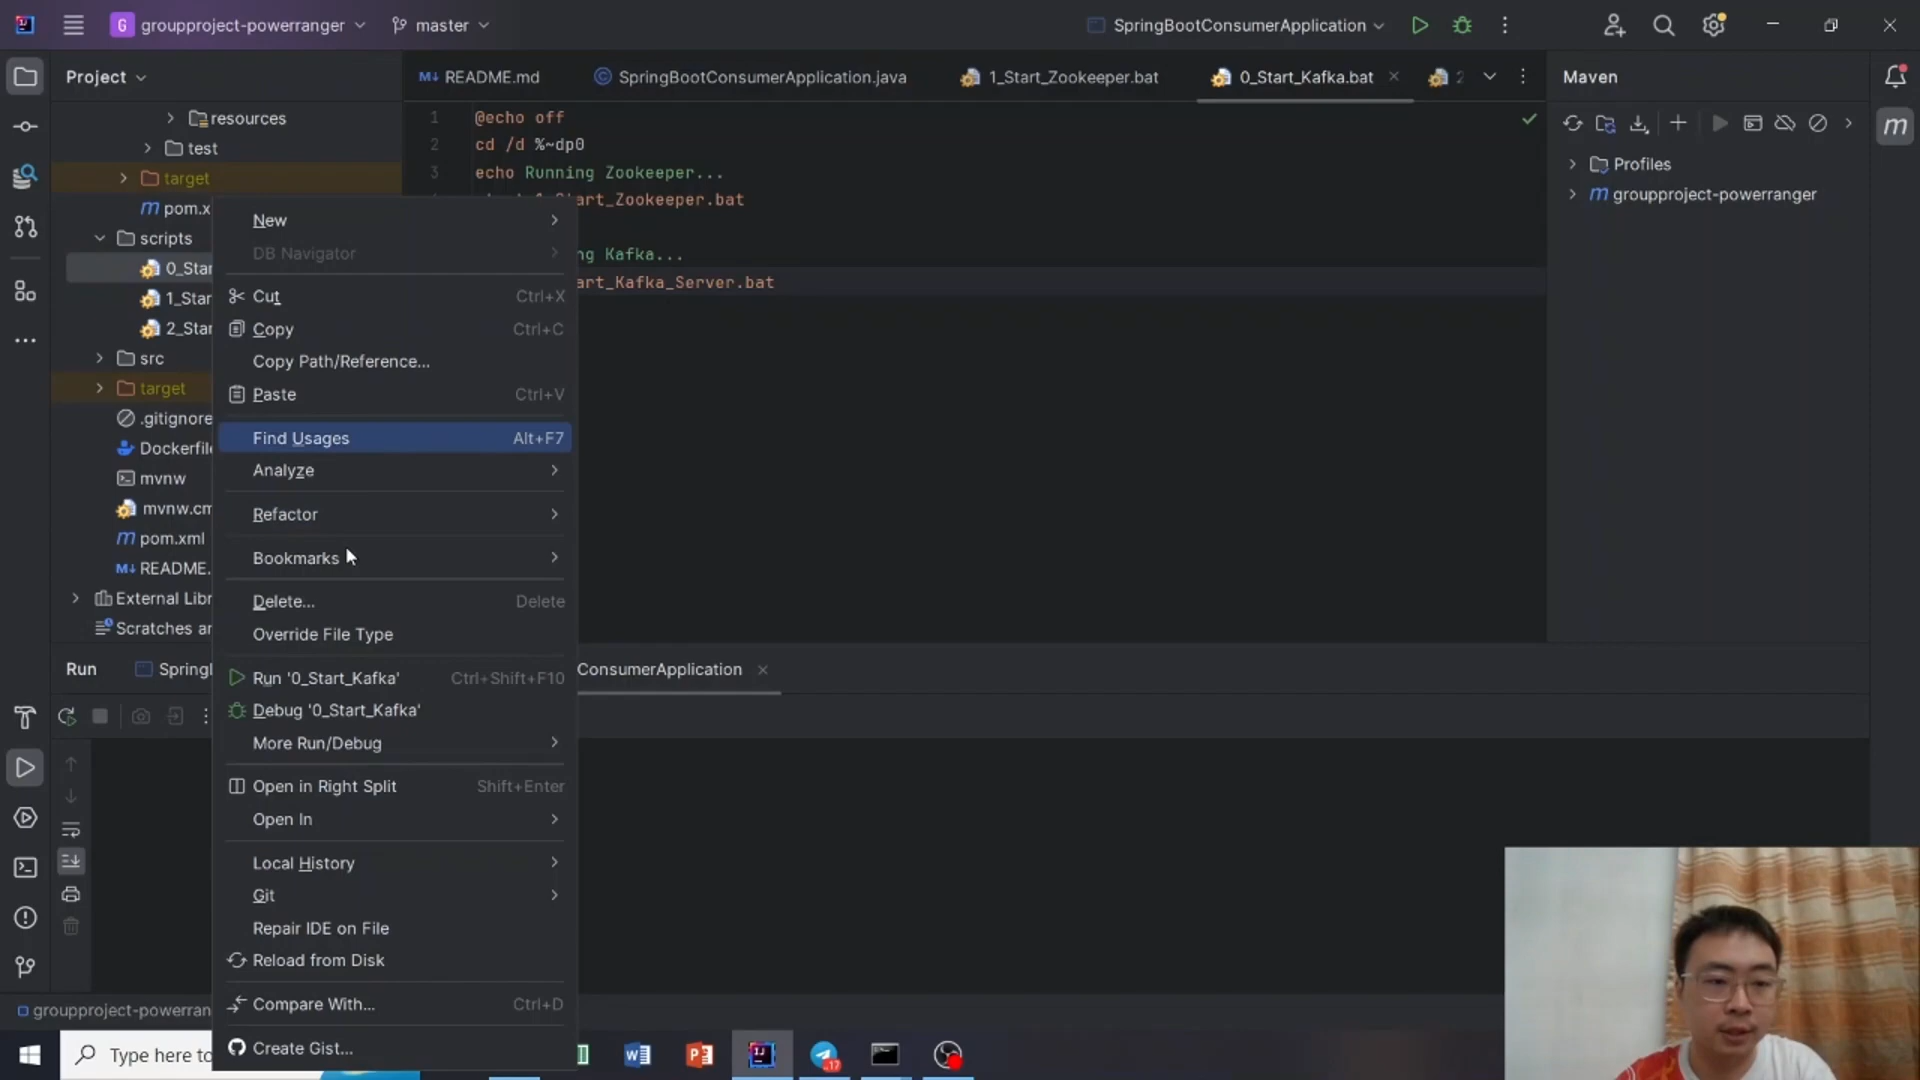 G groupproject-powerranger master SpringBootConsumerApplication
Project
README.md SpringBootConsumerApplication.java 1_Start_Zookeeper.bat 0_Start_Kafka.bat 2
Maven
resources
test
target
pom.x
scripts
0_Star
1_Star
2_Star
src
target
.gitignore
Dockerfile
mvnw
mvnw.cm
pom.xml
README.
External Libr
Scratches ar
1 @echo off
2 cd /d %~dp0
3 echo Running Zookeeper...
art_Zookeeper.bat
ng Kafka...
art_Kafka_Server.bat
Profiles
groupproject-powerranger
New
DB Navigator
Cut Ctrl+X
Copy Ctrl+C
Copy Path/Reference...
Paste Ctrl+V
Find Usages Alt+F7
Analyze
Refactor
Bookmarks
Delete... Delete
Override File Type
Run '0_Start_Kafka' Ctrl+Shift+F10
Debug '0_Start_Kafka'
More Run/Debug
Open in Right Split Shift+Enter
Open In
Local History
Git
Repair IDE on File
Reload from Disk
Compare With... Ctrl+D
Create Gist...
Run Spring ConsumerApplication
groupproject-powerran
Type here to
17